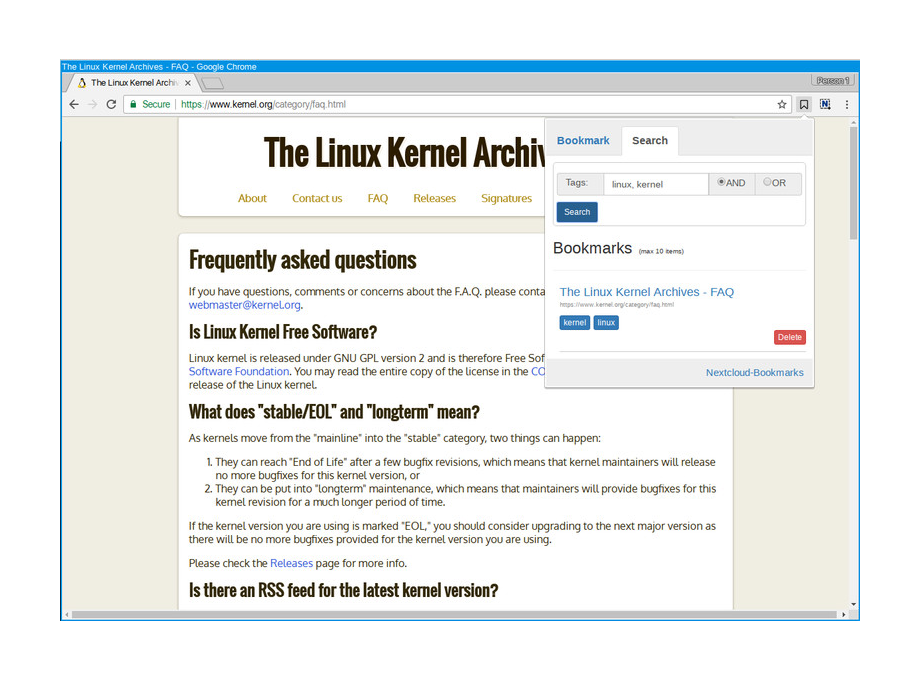 The Linux Kernel Archives - FAQ - Google Chrome
The Linux Kernel Archi
Person 1
Secure https://www.kernel.org/category/faq.html
The Linux Kernel Archiv
About Contact us FAQ Releases Signatures
Bookmark Search
Tags: linux, kernel AND OR
Search
Bookmarks (max 10 items)
The Linux Kernel Archives - FAQ
https://www.kernel.org/category/faq.html
kernel linux
Delete
Nextcloud-Bookmarks
Frequently asked questions
If you have questions, comments or concerns about the F.A.Q. please conta
webmaster@kernel.org.
Is Linux Kernel Free Software?
Linux kernel is released under GNU GPL version 2 and is therefore Free Sof
Software Foundation. You may read the entire copy of the license in the CO
release of the Linux kernel.
What does "stable/EOL" and "longterm" mean?
As kernels move from the "mainline" into the "stable" category, two things can happen:
1. They can reach "End of Life" after a few bugfix revisions, which means that kernel maintainers will release
no more bugfixes for this kernel version, or
2. They can be put into "longterm" maintenance, which means that maintainers will provide bugfixes for this
kernel revision for a much longer period of time.
If the kernel version you are using is marked "EOL," you should consider upgrading to the next major version as
there will be no more bugfixes provided for the kernel version you are using.
Please check the Releases page for more info.
Is there an RSS feed for the latest kernel version?